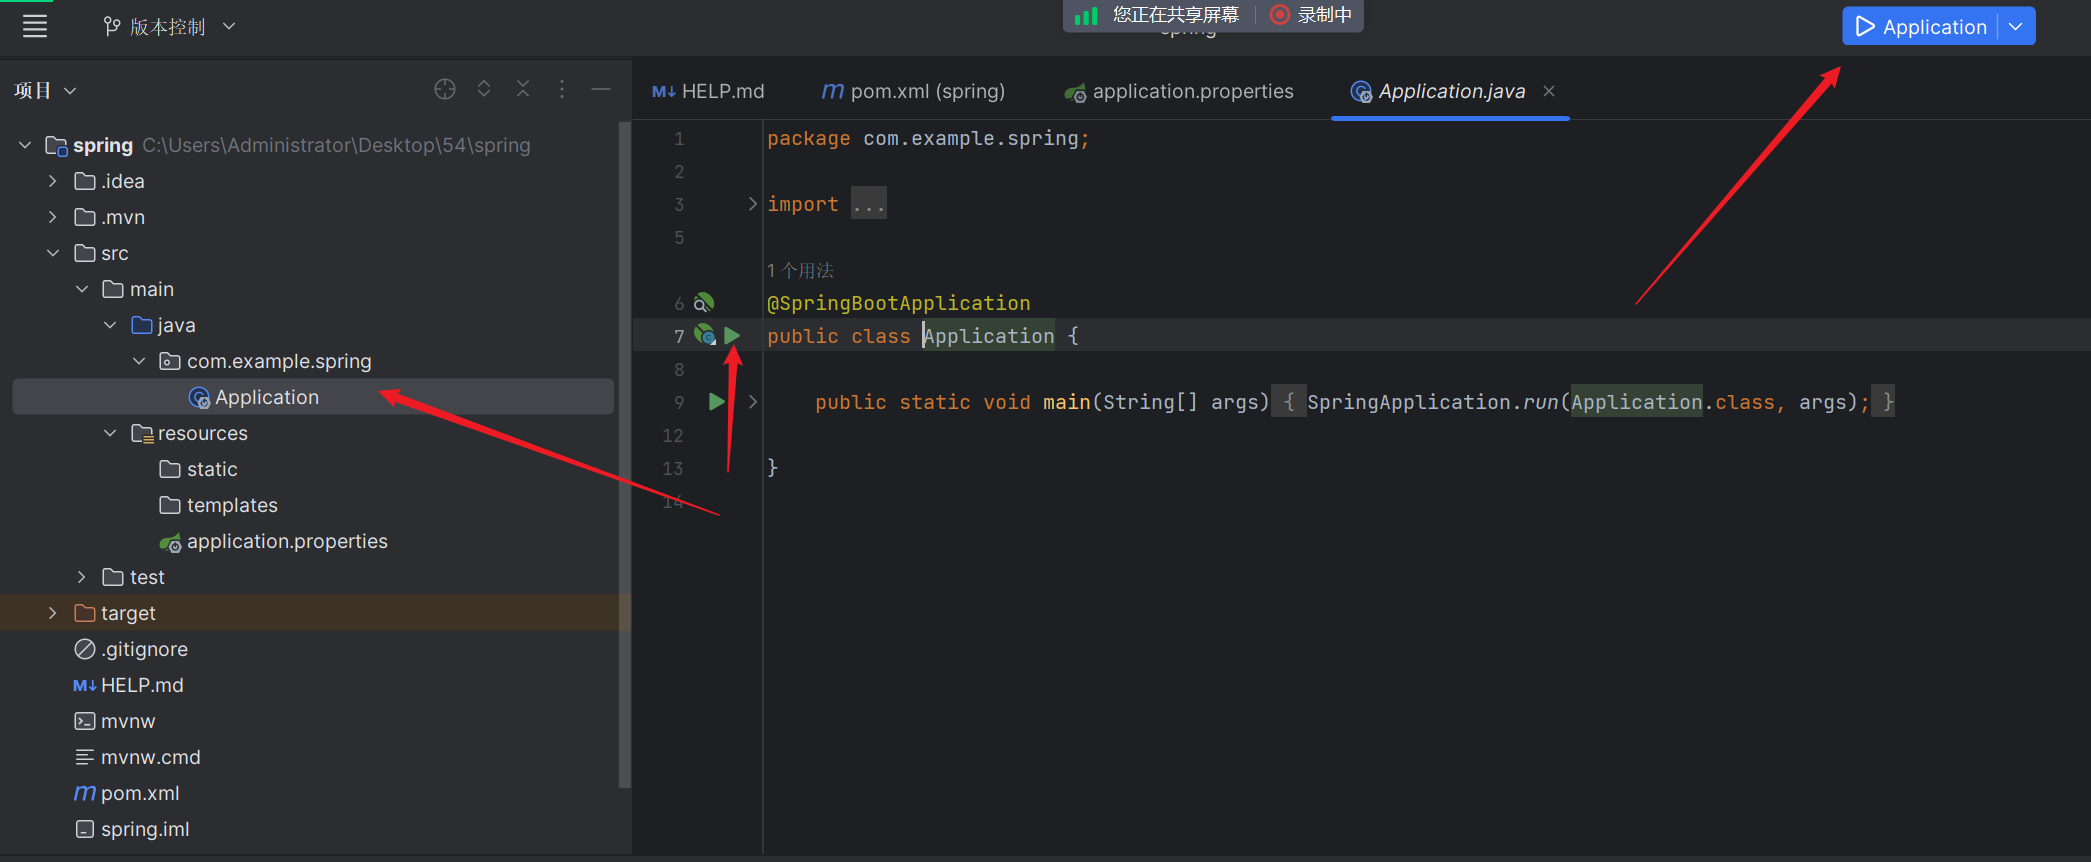 版本控制
您正在共享屏幕
录制中
spring
Application
项目
HELP.md
pom.xml (spring)
application.properties
Application.java
spring C:\Users\Administrator\Desktop\54\spring
.idea
.mvn
src
main
java
com.example.spring
Application
resources
static
templates
application.properties
test
target
.gitignore
HELP.md
mvnw
mvnw.cmd
pom.xml
spring.iml
1 package com.example.spring;
2
3 import ...
5
1 个用法
6 @SpringBootApplication
7 public class Application {
8
9 public static void main(String[] args) { SpringApplication.run(Application.class, args); }
12
13 }
14